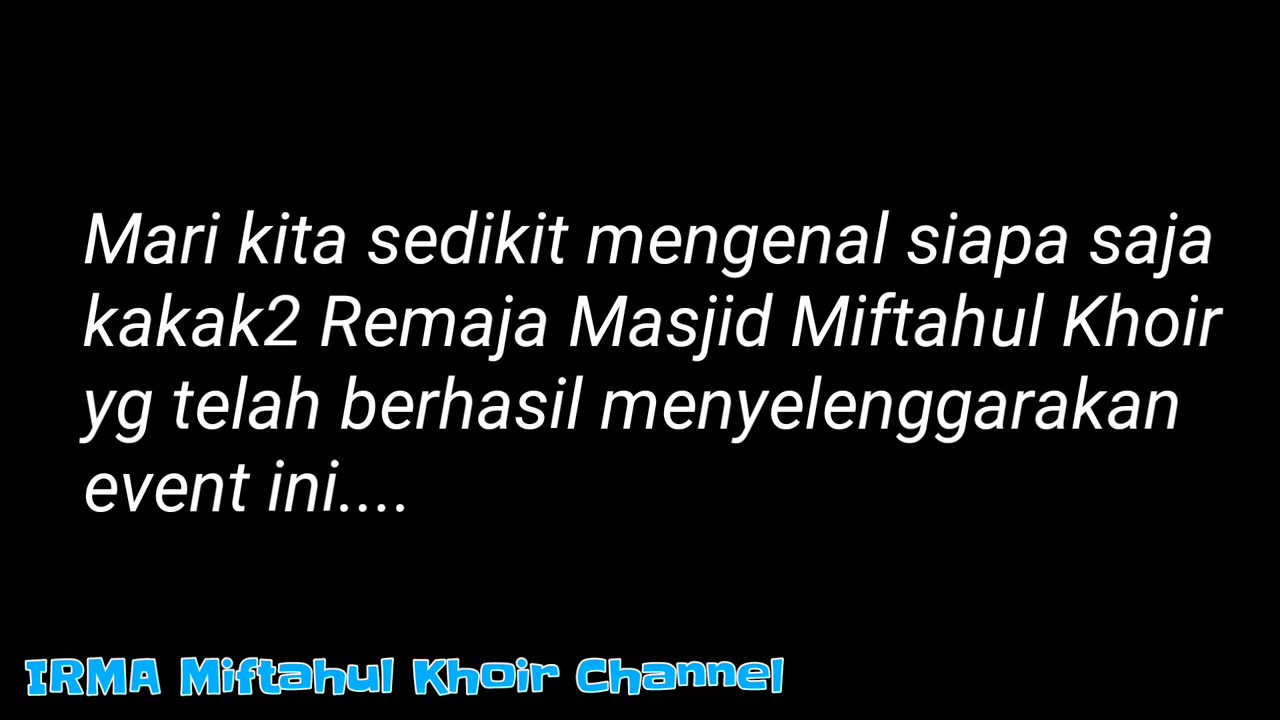 Mari kita sedikit mengenal siapa saja
kakak2 Remaja Masjid Miftahul Khoir
yg telah berhasil menyelenggarakan
event ini....
IRMA Miftahul Khoir Channel